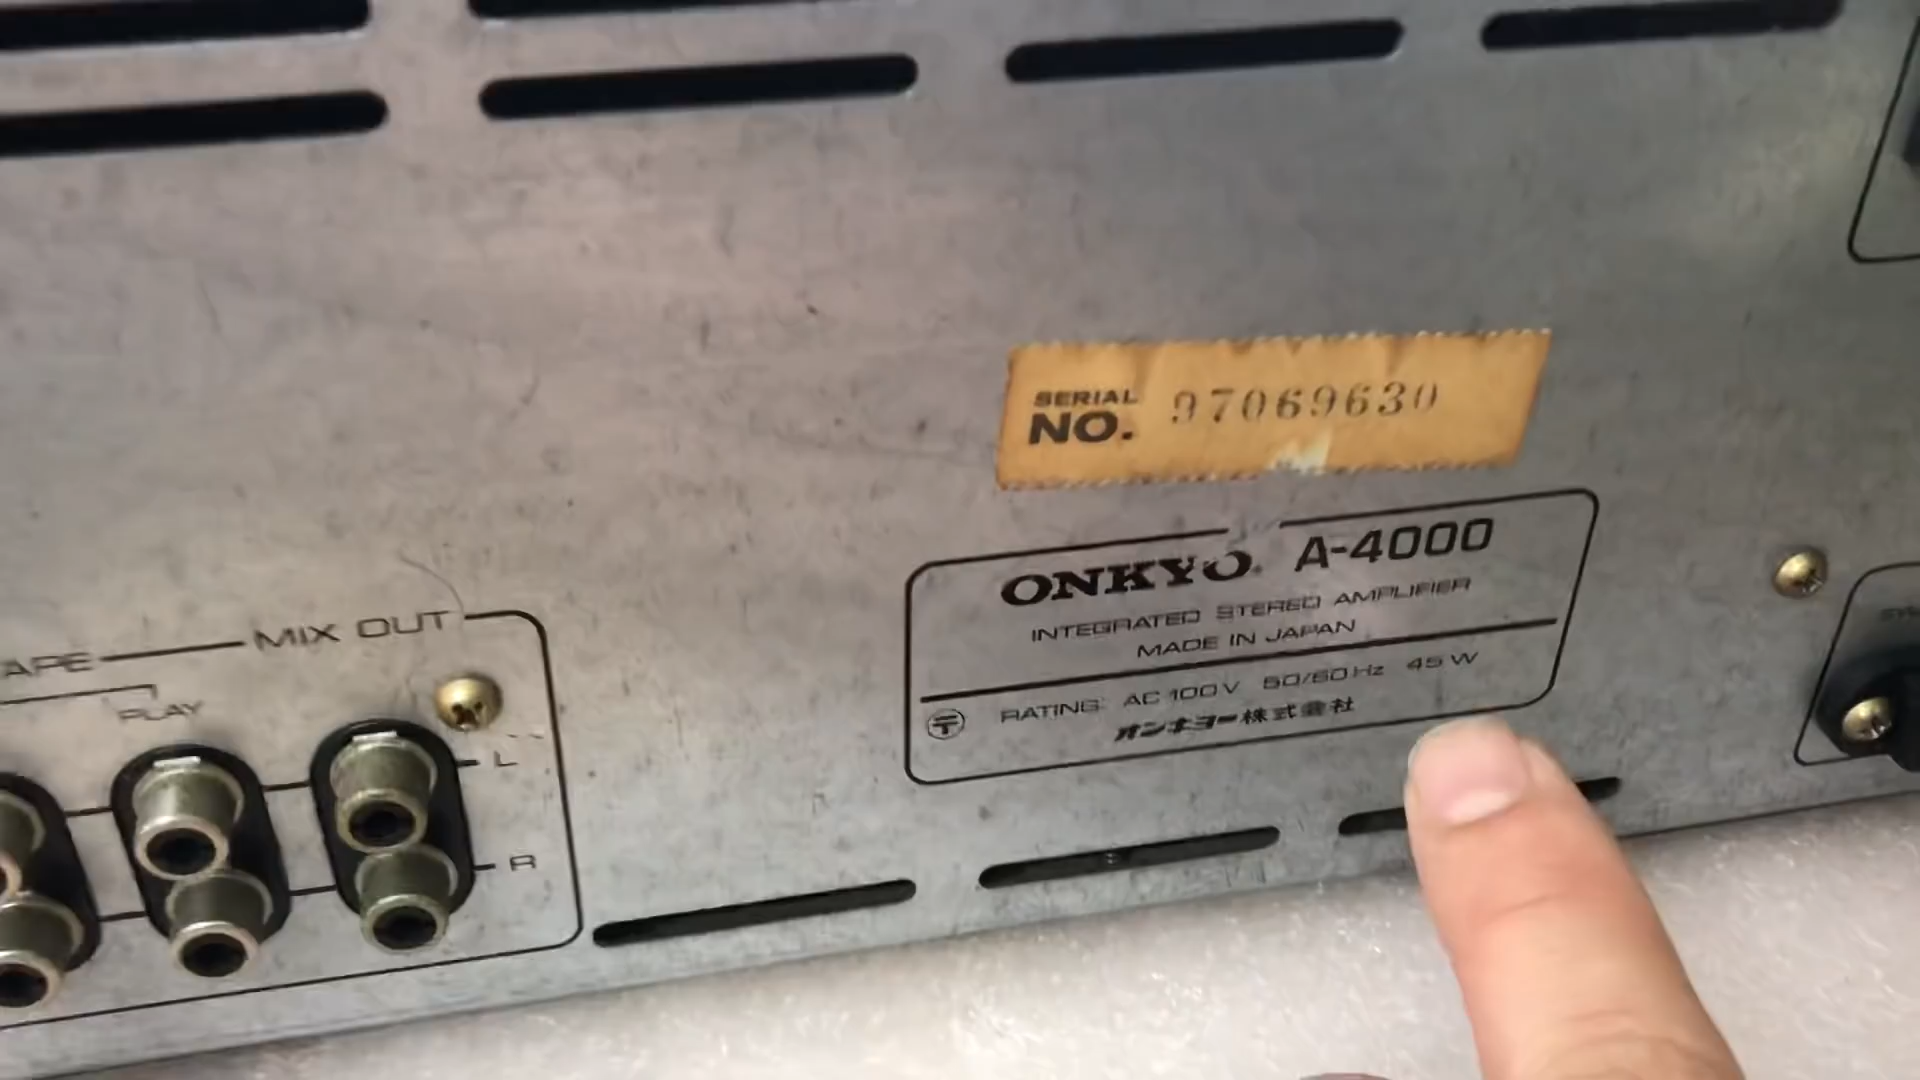 SERIAL
NO. 97069630
ONKYO A-4000
INTEGRATED STEREO AMPLIFIER
MADE IN JAPAN
RATING: AC 100V 50/60Hz 45W
〒 オンキヨー株式会社
APE MIX OUT
PLAY
L
R